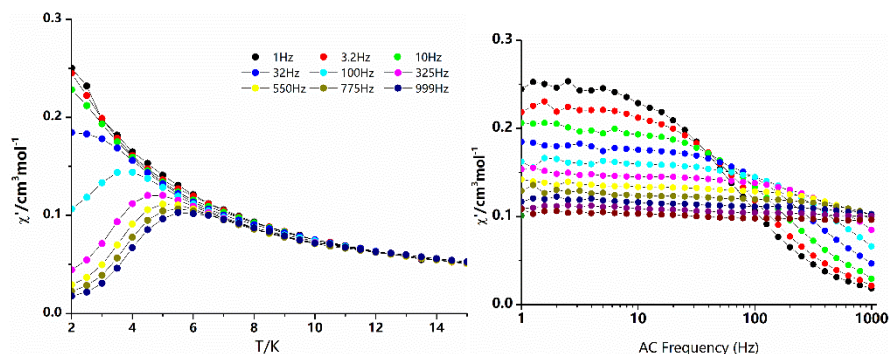 0.3
0.2
0.1
0.0
χ'/cm³mol⁻¹
1Hz 3.2Hz 10Hz
32Hz 100Hz 325Hz
550Hz 775Hz 999Hz
2 4 6 8 10 12 14
T/K
0.3
0.2
0.1
0.0
χ'/cm³mol⁻¹
1 10 100 1000
AC Frequency (Hz)